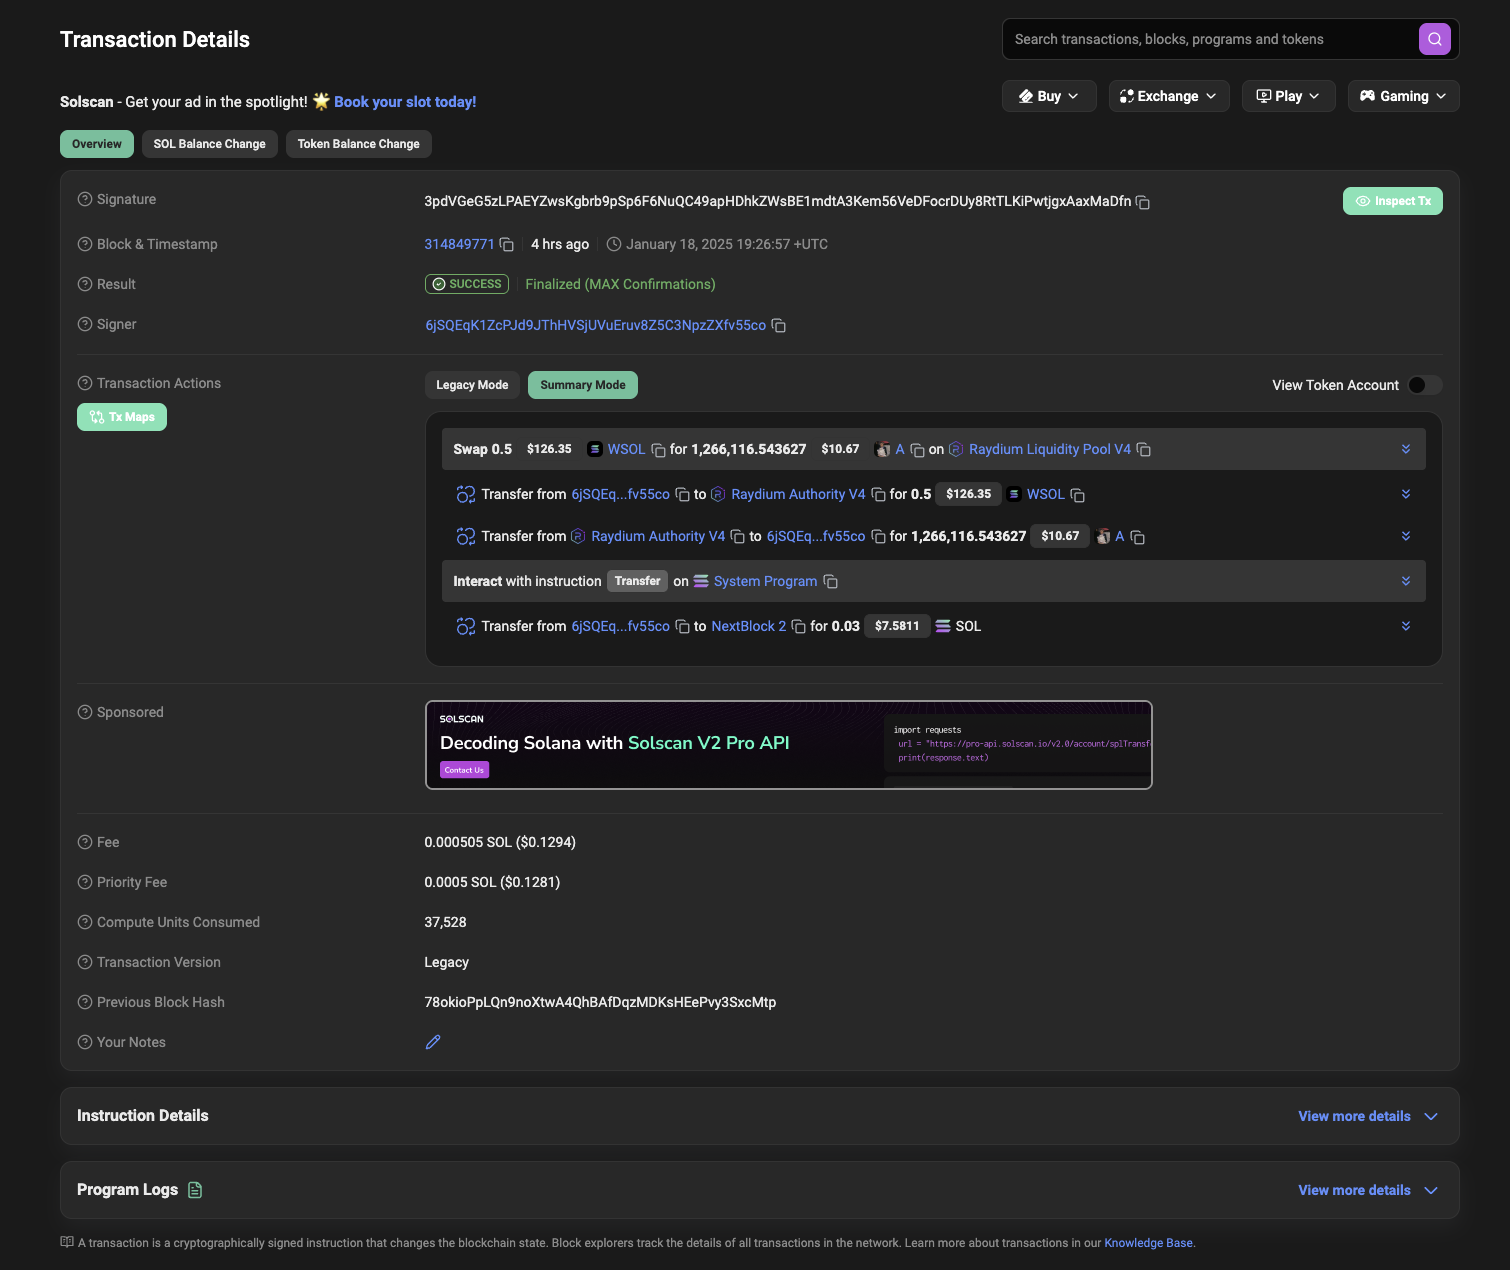 Transaction Details
Search transactions, blocks, programs and tokens
Solscan - Get your ad in the spotlight! 🌟 Book your slot today!
Buy
Exchange
Play
Gaming
Overview
SOL Balance Change
Token Balance Change
Signature
3pdVGeG5zLPAEYZwsKgbrb9pSp6F6NuQC49apHDhkZWsBE1mdtA3Kem56VeDFocrDUy8RtTLKiPwtjgxAaxMaDfn
Inspect Tx
Block & Timestamp
314849771 4 hrs ago January 18, 2025 19:26:57 +UTC
Result
SUCCESS Finalized (MAX Confirmations)
Signer
6jSQEqK1ZcPJd9JThHVSjUVuEruv8Z5C3NpzZXfv55co
Transaction Actions
Tx Maps
Legacy Mode
Summary Mode
View Token Account
Swap 0.5 $126.35 WSOL for 1,266,116.543627 $10.67 A on Raydium Liquidity Pool V4
Transfer from 6jSQEq...fv55co to Raydium Authority V4 for 0.5 $126.35 WSOL
Transfer from Raydium Authority V4 to 6jSQEq...fv55co for 1,266,116.543627 $10.67 A
Interact with instruction Transfer on System Program
Transfer from 6jSQEq...fv55co to NextBlock 2 for 0.03 $7.5811 SOL
Sponsored
SOLSCAN
Decoding Solana with Solscan V2 Pro API
Contact Us
import requests
url = "https://pro-api.solscan.io/v2.0/account/splTransf
print(response.text)
Fee
0.000505 SOL ($0.1294)
Priority Fee
0.0005 SOL ($0.1281)
Compute Units Consumed
37,528
Transaction Version
Legacy
Previous Block Hash
78okioPpLQn9noXtwA4QhBAfDqzMDKsHEePvy3SxcMtp
Your Notes
Instruction Details
View more details
Program Logs
View more details
A transaction is a cryptographically signed instruction that changes the blockchain state. Block explorers track the details of all transactions in the network. Learn more about transactions in our Knowledge Base.